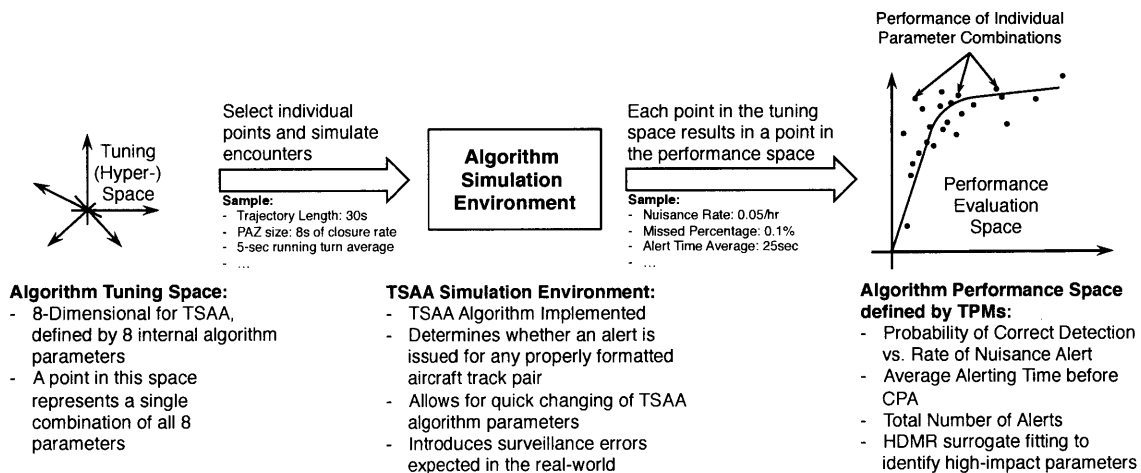 Performance of Individual
Parameter Combinations
Select individual
points and simulate
encounters
Each point in the tuning
space results in a point in
the performance space
Tuning
(Hyper-)
Space
Algorithm
Simulation
Environment
Sample:
- Trajectory Length: 30s
- PAZ size: 8s of closure rate
- 5-sec running turn average
- ...
Sample:
- Nuisance Rate: 0.05/hr
- Missed Percentage: 0.1%
- Alert Time Average: 25sec
- ...
Performance
Evaluation
Space
Algorithm Tuning Space:
- 8-Dimensional for TSAA,
defined by 8 internal algorithm
parameters
- A point in this space
represents a single
combination of all 8
parameters
TSAA Simulation Environment:
- TSAA Algorithm Implemented
- Determines whether an alert is
issued for any properly formatted
aircraft track pair
- Allows for quick changing of TSAA
algorithm parameters
- Introduces surveillance errors
expected in the real-world
Algorithm Performance Space
defined by TPMs:
- Probability of Correct Detection
vs. Rate of Nuisance Alert
- Average Alerting Time before
CPA
- Total Number of Alerts
- HDMR surrogate fitting to
identify high-impact parameters